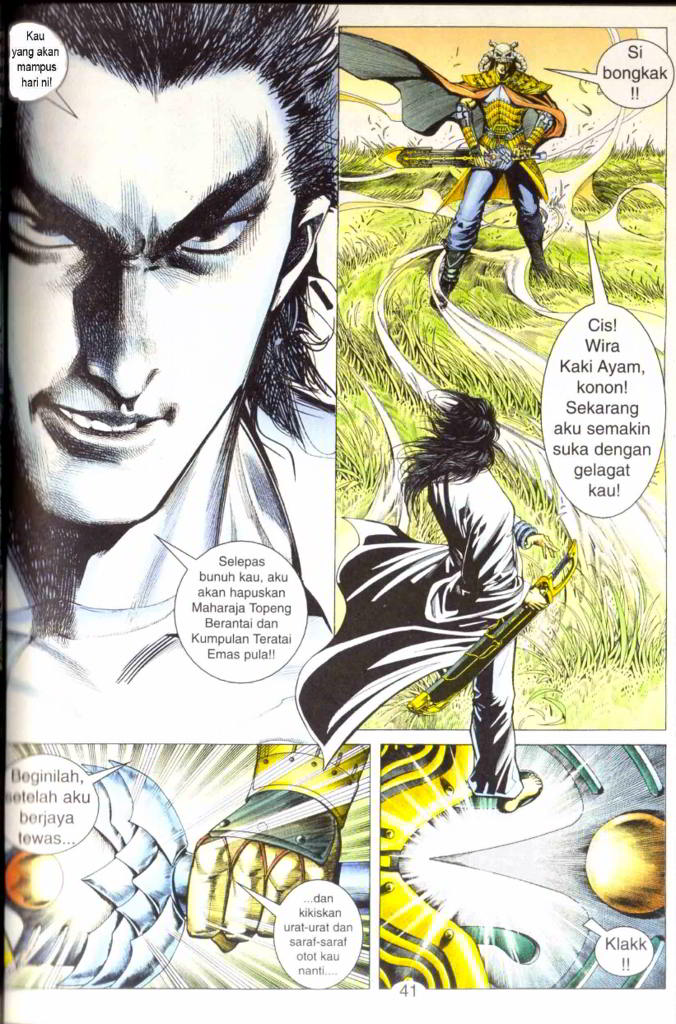 Kau
yang akan
mampus
hari ni!
Selepas
bunuh kau, aku
akan hapuskan
Maharaja Topeng
Berantai dan
Kumpulan Teratai
Emas pula!!
Si
bongkak
!!
Cis!
Wira
Kaki Ayam,
konon!
Sekarang
aku semakin
suka dengan
gelagat
kau!
Beginilah,
setelah aku
berjaya
tewas...
...dan
kikiskan
urat-urat dan
saraf-saraf
otot kau
nanti....
Klakk
!!
41